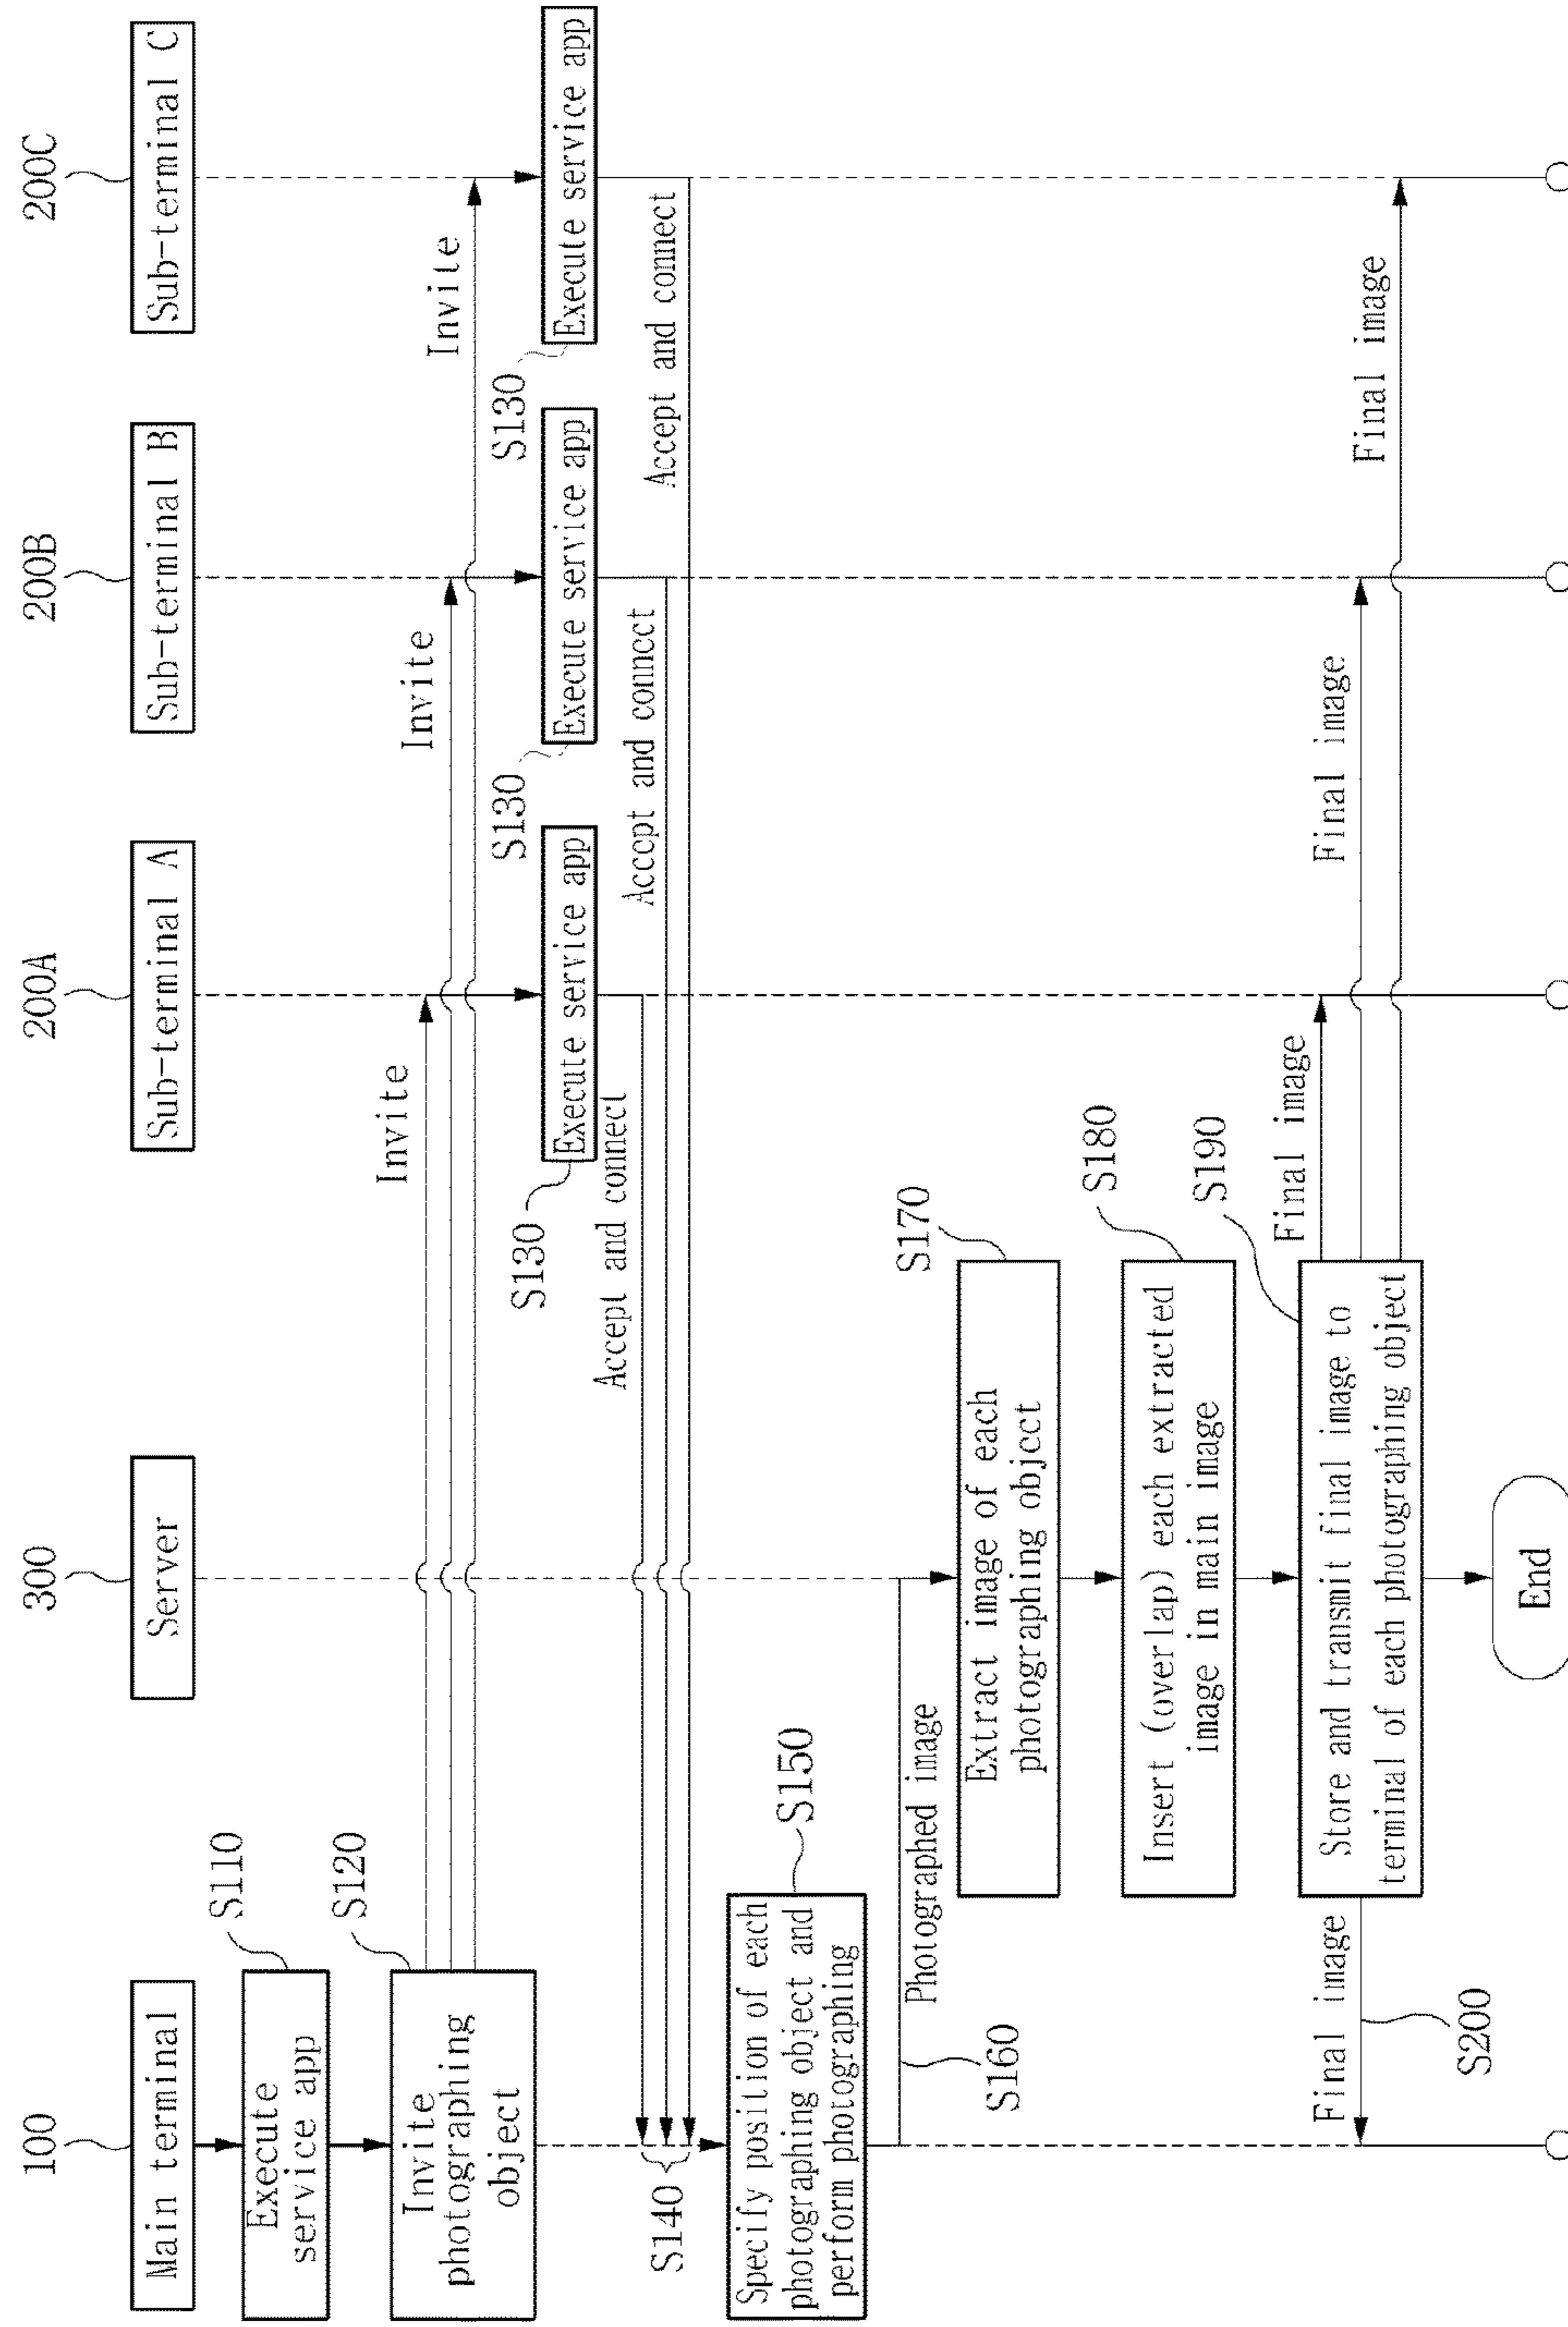 100
300
200A
200B
200C
Main terminal
Server
Sub-terminal A
Sub-terminal B
Sub-terminal C
S110
Execute
service app
S120
Invite
photographing
object
Invite
Invite
Invite
S130
S130
S130
Execute service app
Execute service app
Execute service app
Accept and connect
Accept and connect
Accept and connect
S140
S150
Specify position of each
photographing object and
perform photographing
Photographed image
S160
S170
Extract image of each
photographing object
S180
Insert (overlap) each extracted
image in main image
S190
Store and transmit final image to
terminal of each photographing object
Final image
Final image
Final image
Final image
S200
End